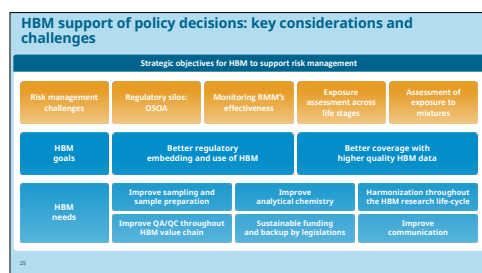 HBM support of policy decisions: key considerations and
challenges
Strategic objectives for HBM to support risk management
Risk management
challenges
Regulatory silos:
OSOA
Monitoring RMM's
effectiveness
Exposure
assessment across
life stages
Assessment of
exposure to
mixtures
HBM
goals
Better regulatory
embedding and use of HBM
Better coverage with
higher quality HBM data
HBM
needs
Improve sampling and
sample preparation
Improve
analytical chemistry
Harmonization throughout
the HBM research life-cycle
Improve QA/QC throughout
HBM value chain
Sustainable funding
and backup by legislations
Improve
communication
25